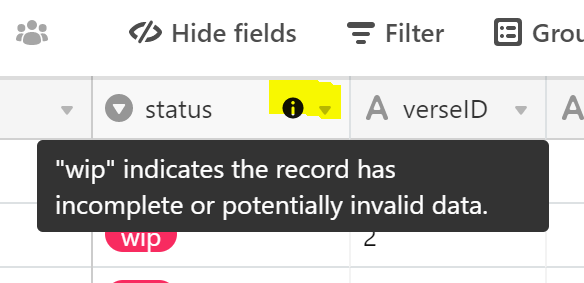 Hide fields Filter Grou
status verseID A
"wip" indicates the record has
incomplete or potentially invalid data.
wip 2